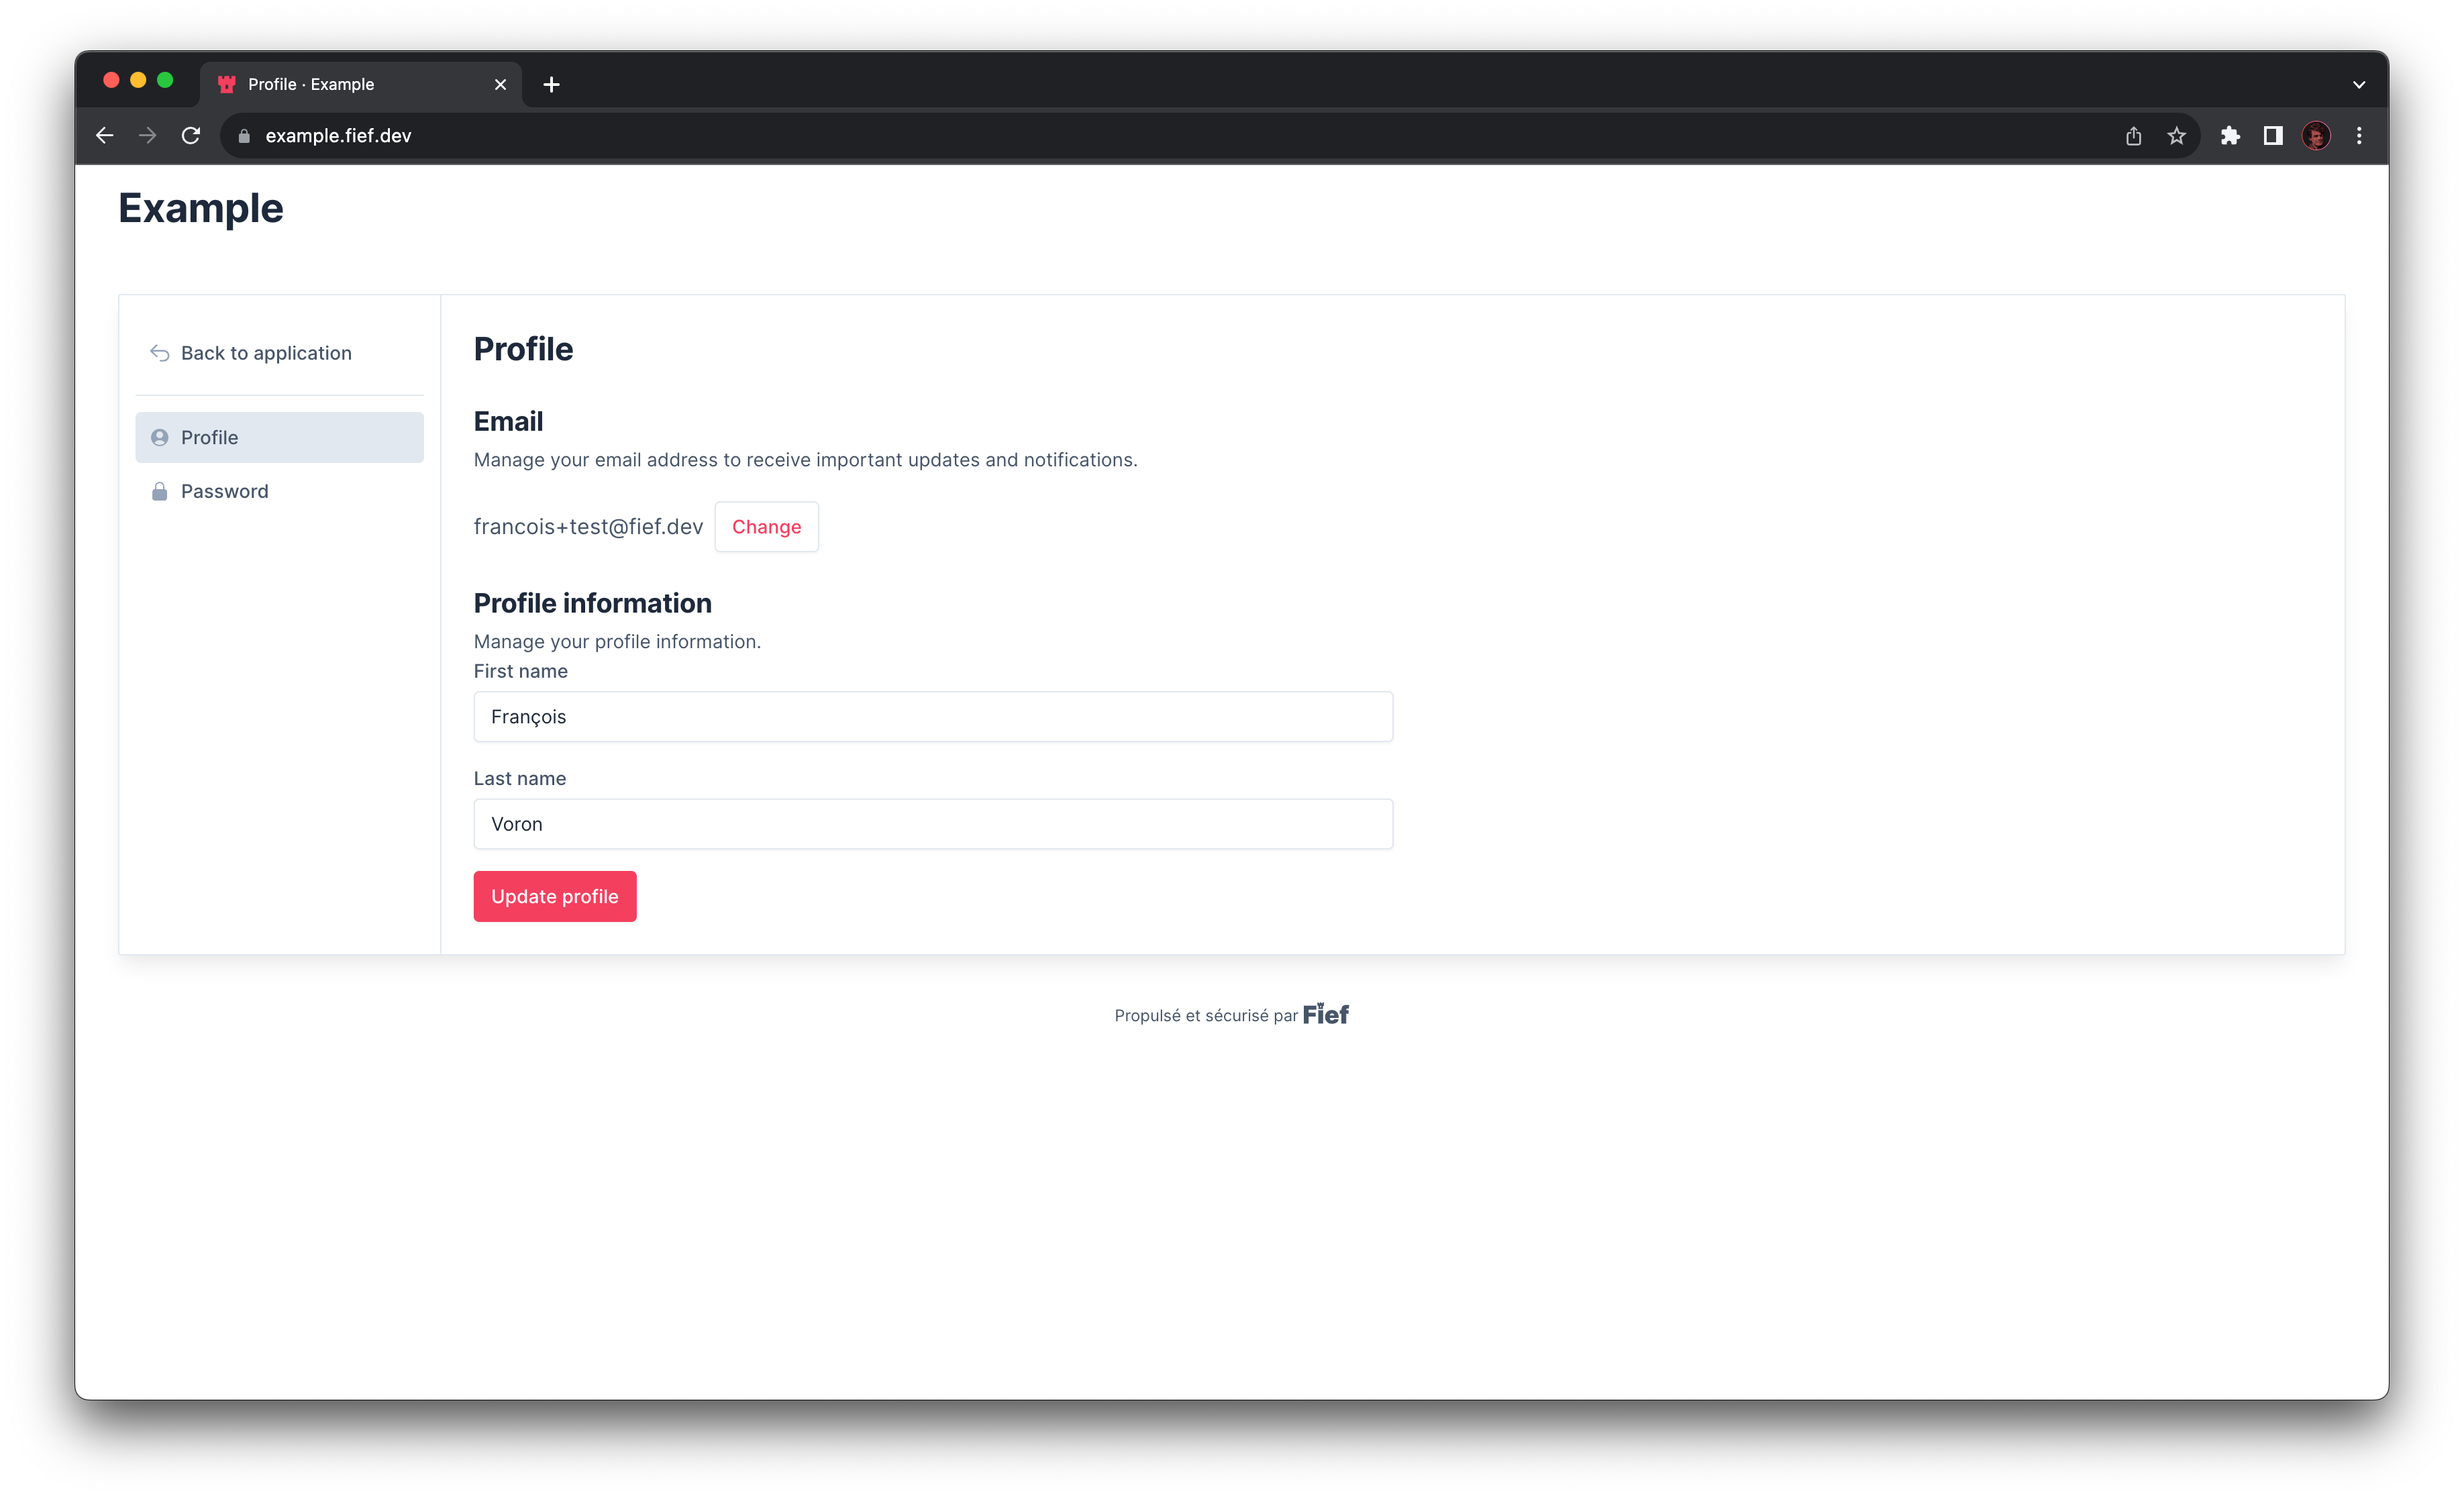 Profile · Example
example.fief.dev
Example
Back to application
Profile
Password
Profile
Email
Manage your email address to receive important updates and notifications.
francois+test@fief.dev Change
Profile information
Manage your profile information.
First name
François
Last name
Voron
Update profile
Propulsé et sécurisé par Fief